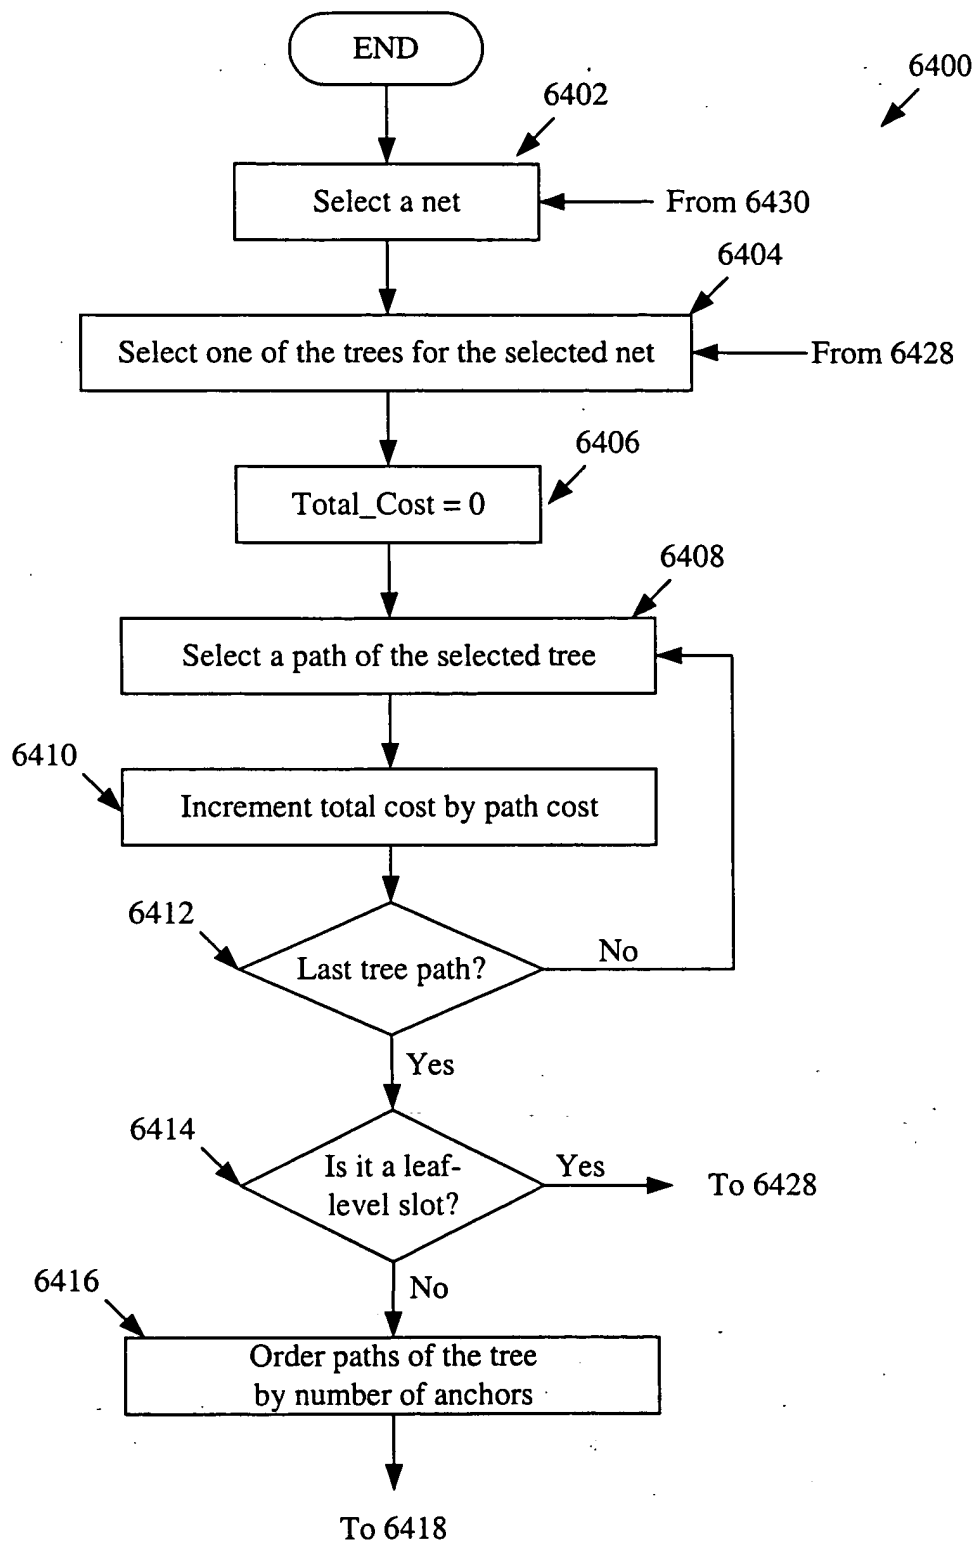 END
6400
6402
Select a net
From 6430
6404
Select one of the trees for the selected net
From 6428
6406
Total_Cost = 0
6408
Select a path of the selected tree
6410
Increment total cost by path cost
6412
Last tree path?
No
Yes
6414
Is it a leaf-
level slot?
Yes
To 6428
No
6416
Order paths of the tree
by number of anchors
To 6418